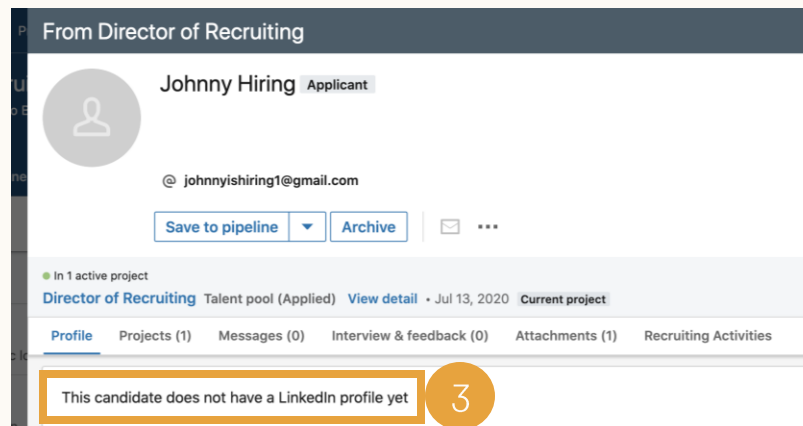 From Director of Recruiting
Johnny Hiring Applicant
@ johnnyishiring1@gmail.com
Save to pipeline Archive
In 1 active project
Director of Recruiting Talent pool (Applied) View detail • Jul 13, 2020 Current project
Profile Projects (1) Messages (0) Interview & feedback (0) Attachments (1) Recruiting Activities
This candidate does not have a LinkedIn profile yet 3